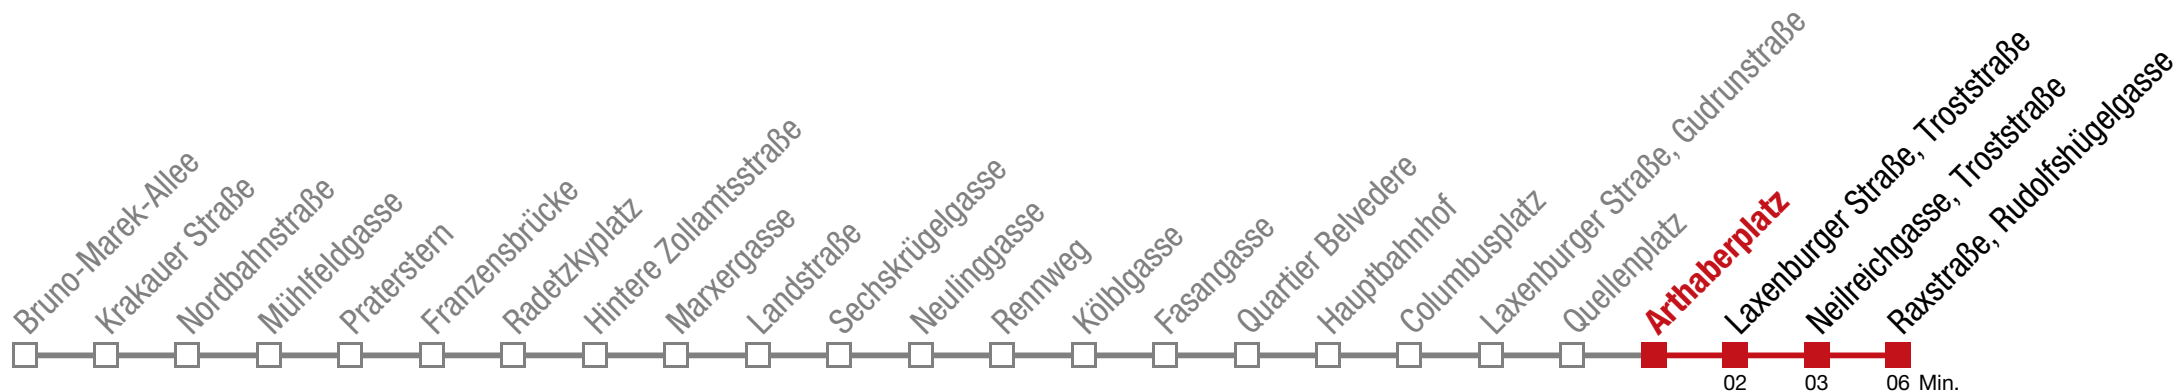 Bruno-Marek-Allee
Krakauer Straße
Nordbahnstraße
Mühlfeldgasse
Praterstern
Franzensbrücke
Radetzkyplatz
Hintere Zollamtsstraße
Marxergasse
Landstraße
Sechskrügelgasse
Neulinggasse
Rennweg
Kölblgasse
Fasangasse
Quartier Belvedere
Hauptbahnhof
Columbusplatz
Laxenburger Straße, Gudrunstraße
Quellenplatz
Arthaberplatz
Laxenburger Straße, Troststraße
Neilreichgasse, Troststraße
Raxstraße, Rudolfshügelgasse
02 03 06 Min.